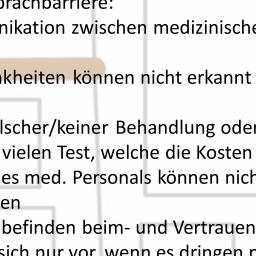 prachbarriere:
nikation zwischen medizinische
nkheiten können nicht erkannt
lscher/keiner Behandlung oder
vielen Test, welche die Kosten
es med. Personals können nich
en
befinden beim- und Vertrauen
sich nur vor, wenn es dringen n